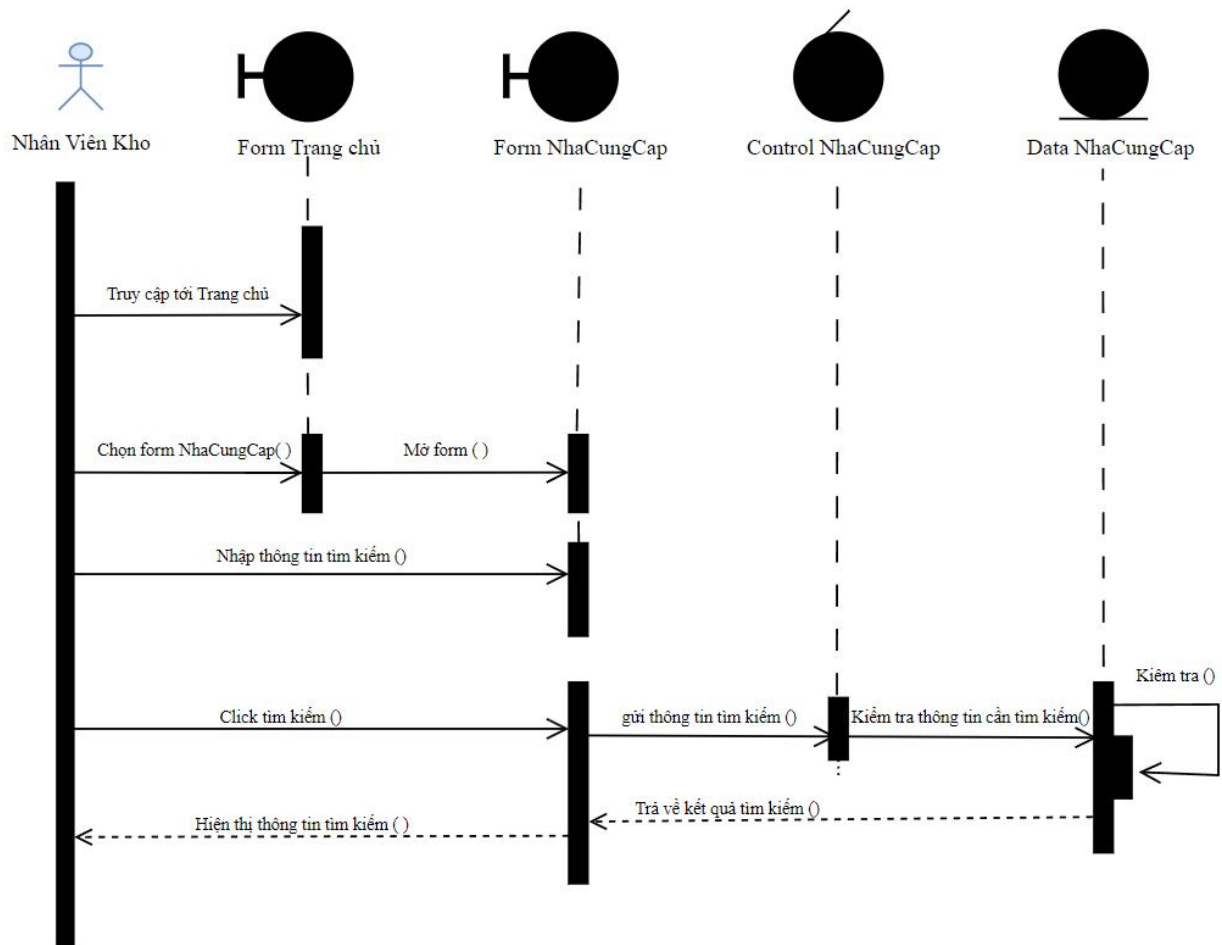 Nhân Viên Kho
Form Trang chủ
Form NhaCungCap
Control NhaCungCap
Data NhaCungCap
Truy cập tới Trang chủ
Chọn form NhaCungCap( )
Mở form ( )
Nhập thông tin tìm kiếm ()
Kiêm tra ()
Click tìm kiếm ()
gửi thông tin tìm kiếm ()
Kiểm tra thông tin cần tìm kiếm()
Trả về kết quả tìm kiếm ()
Hiện thị thông tin tìm kiếm ( )